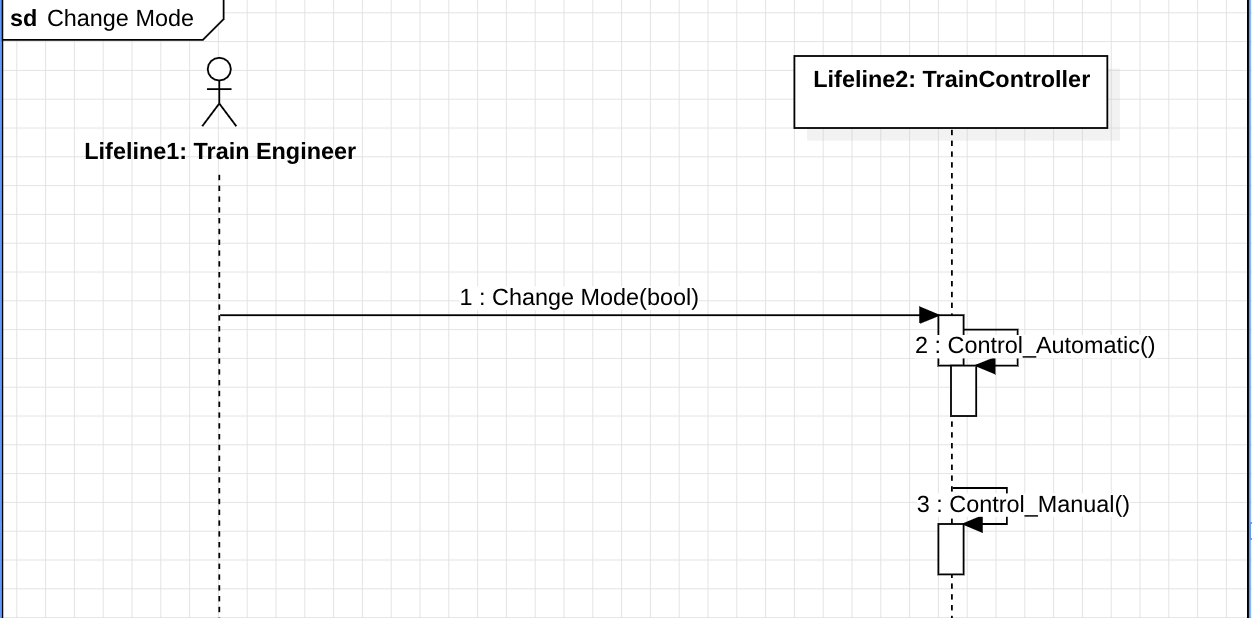 sd Change Mode
Lifeline1: Train Engineer
Lifeline2: TrainController
1 : Change Mode(bool)
2 : Control_Automatic()
3 : Control_Manual()